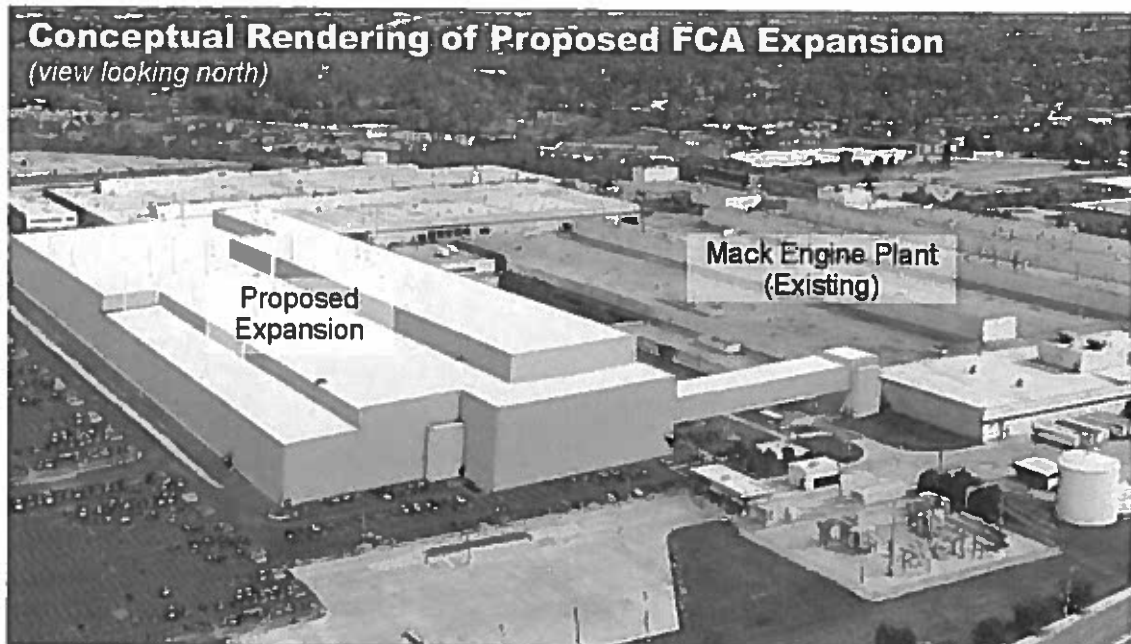 Conceptual Rendering of Proposed FCA Expansion
(view looking north)
Mack Engine Plant
(Existing)
Proposed
Expansion